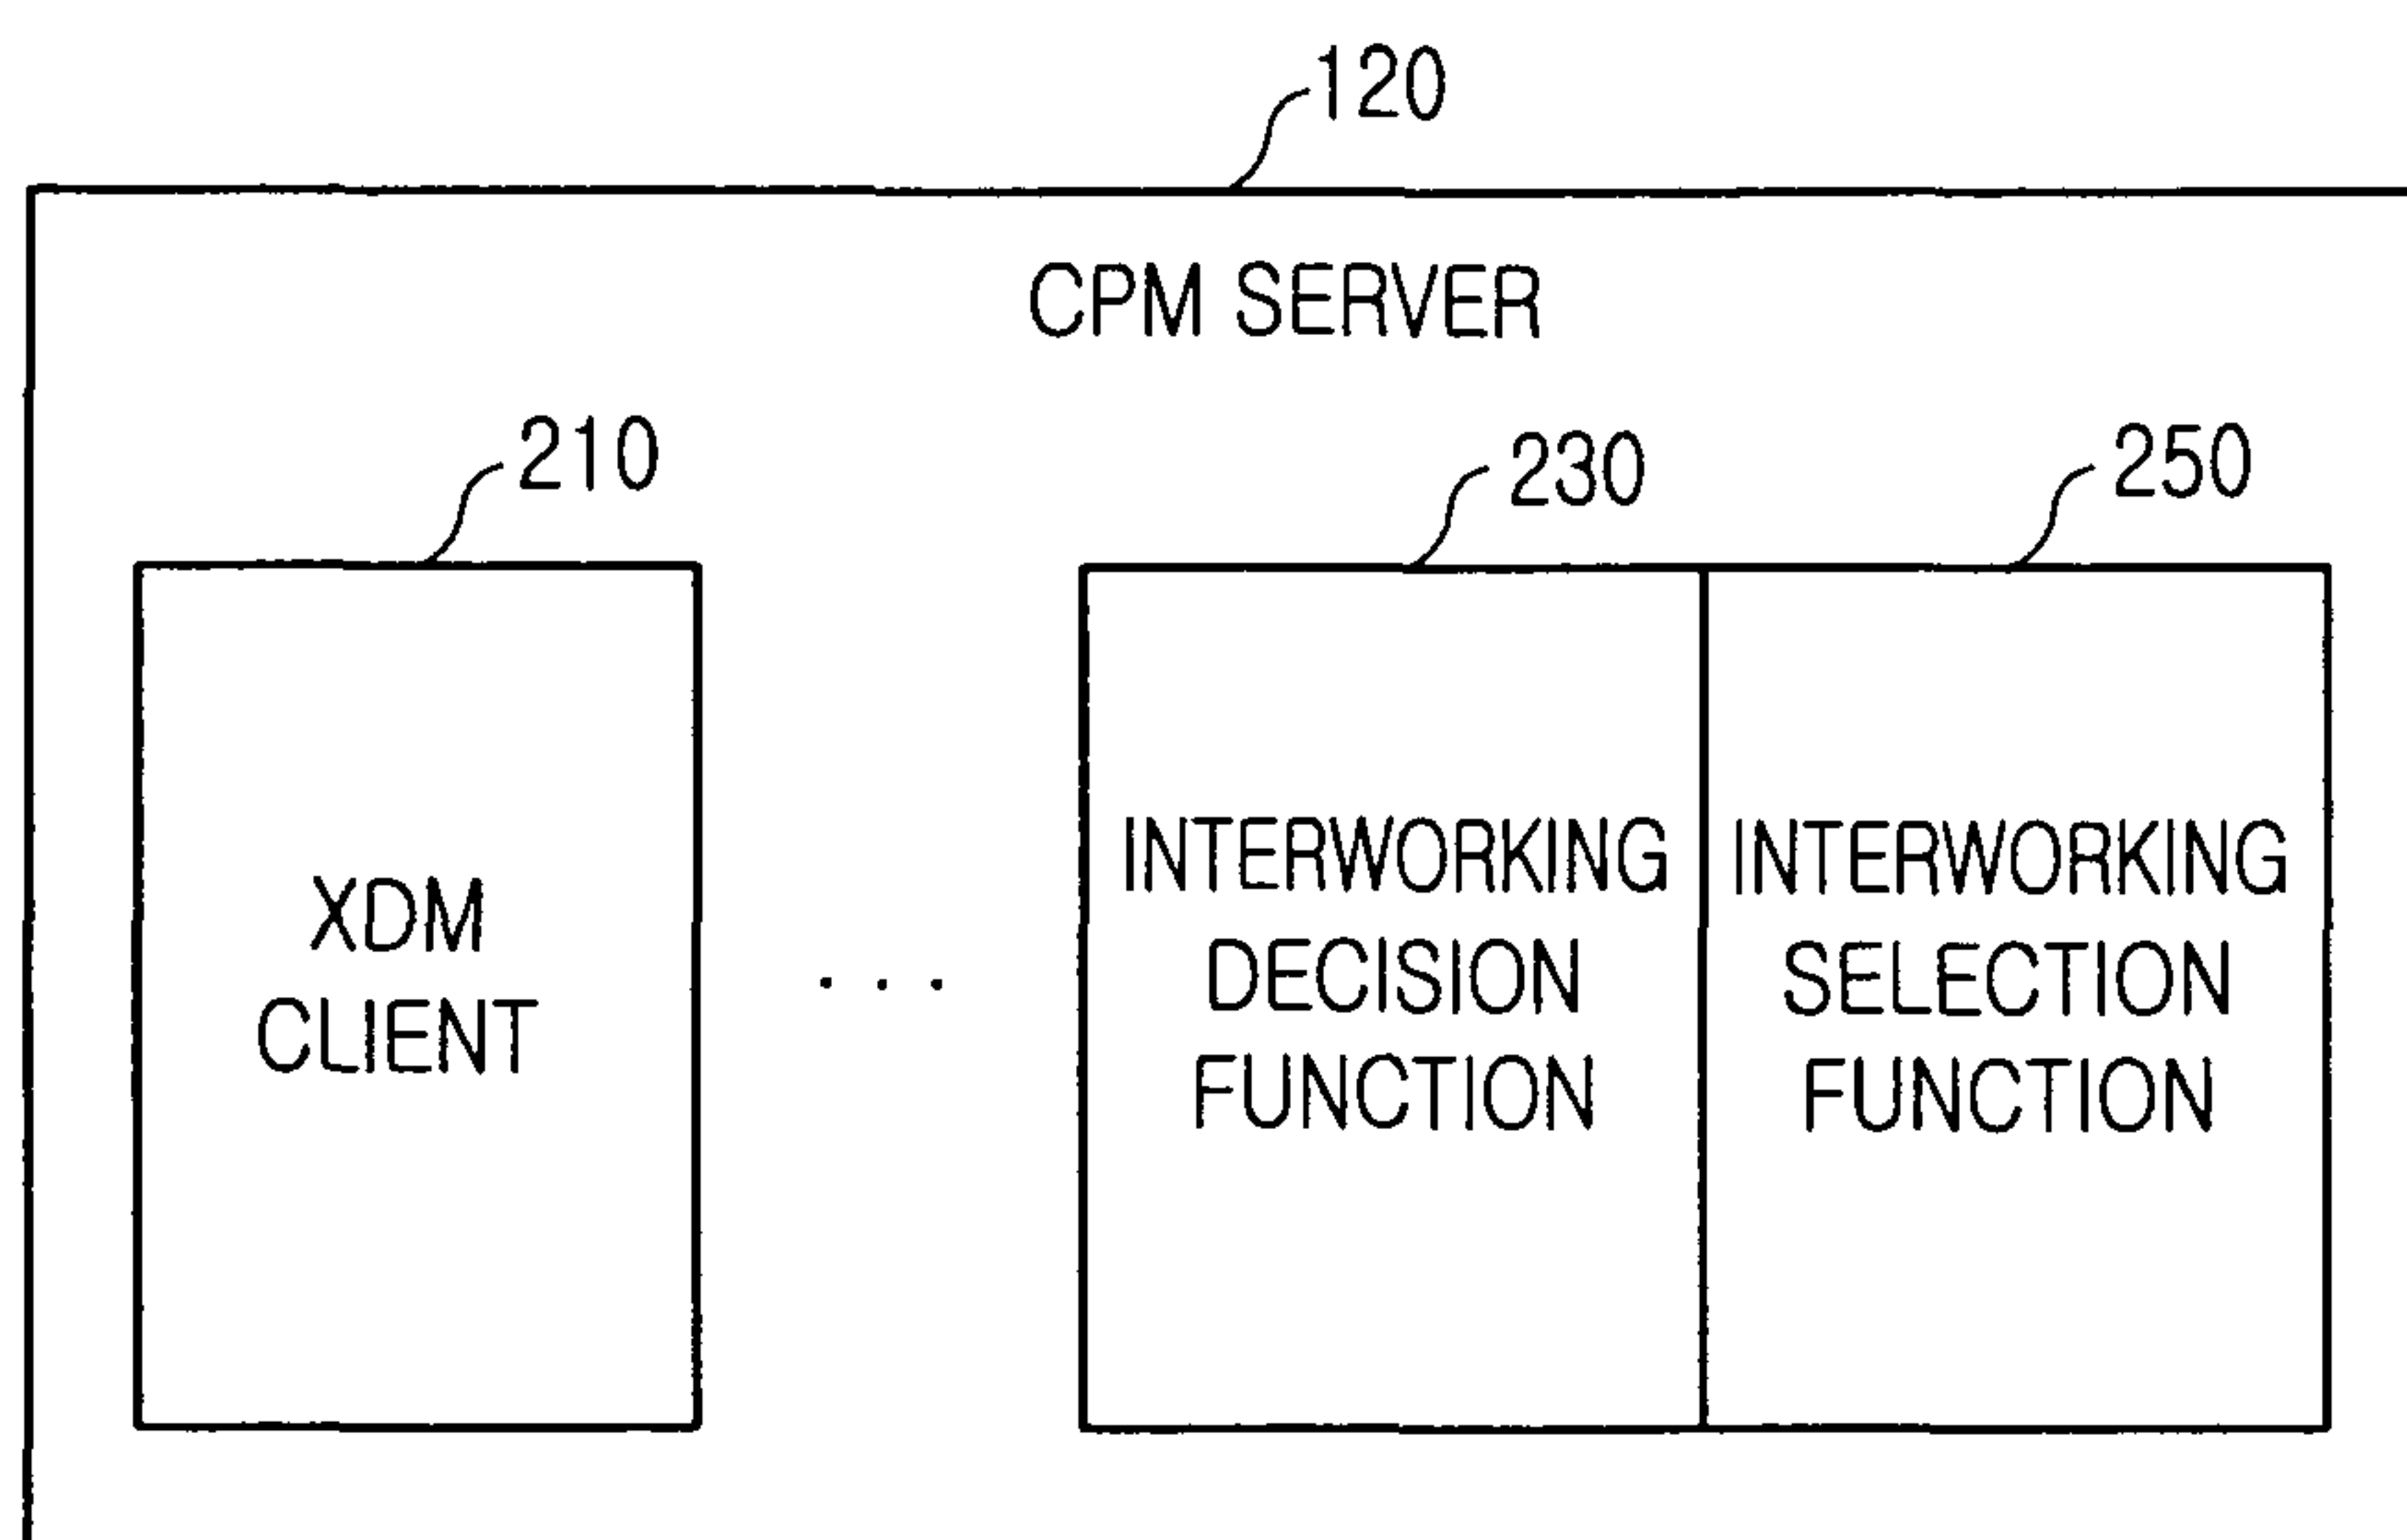 120
CPM SERVER
210
230
250
XDM
CLIENT
. . .
INTERWORKING
DECISION
FUNCTION
INTERWORKING
SELECTION
FUNCTION